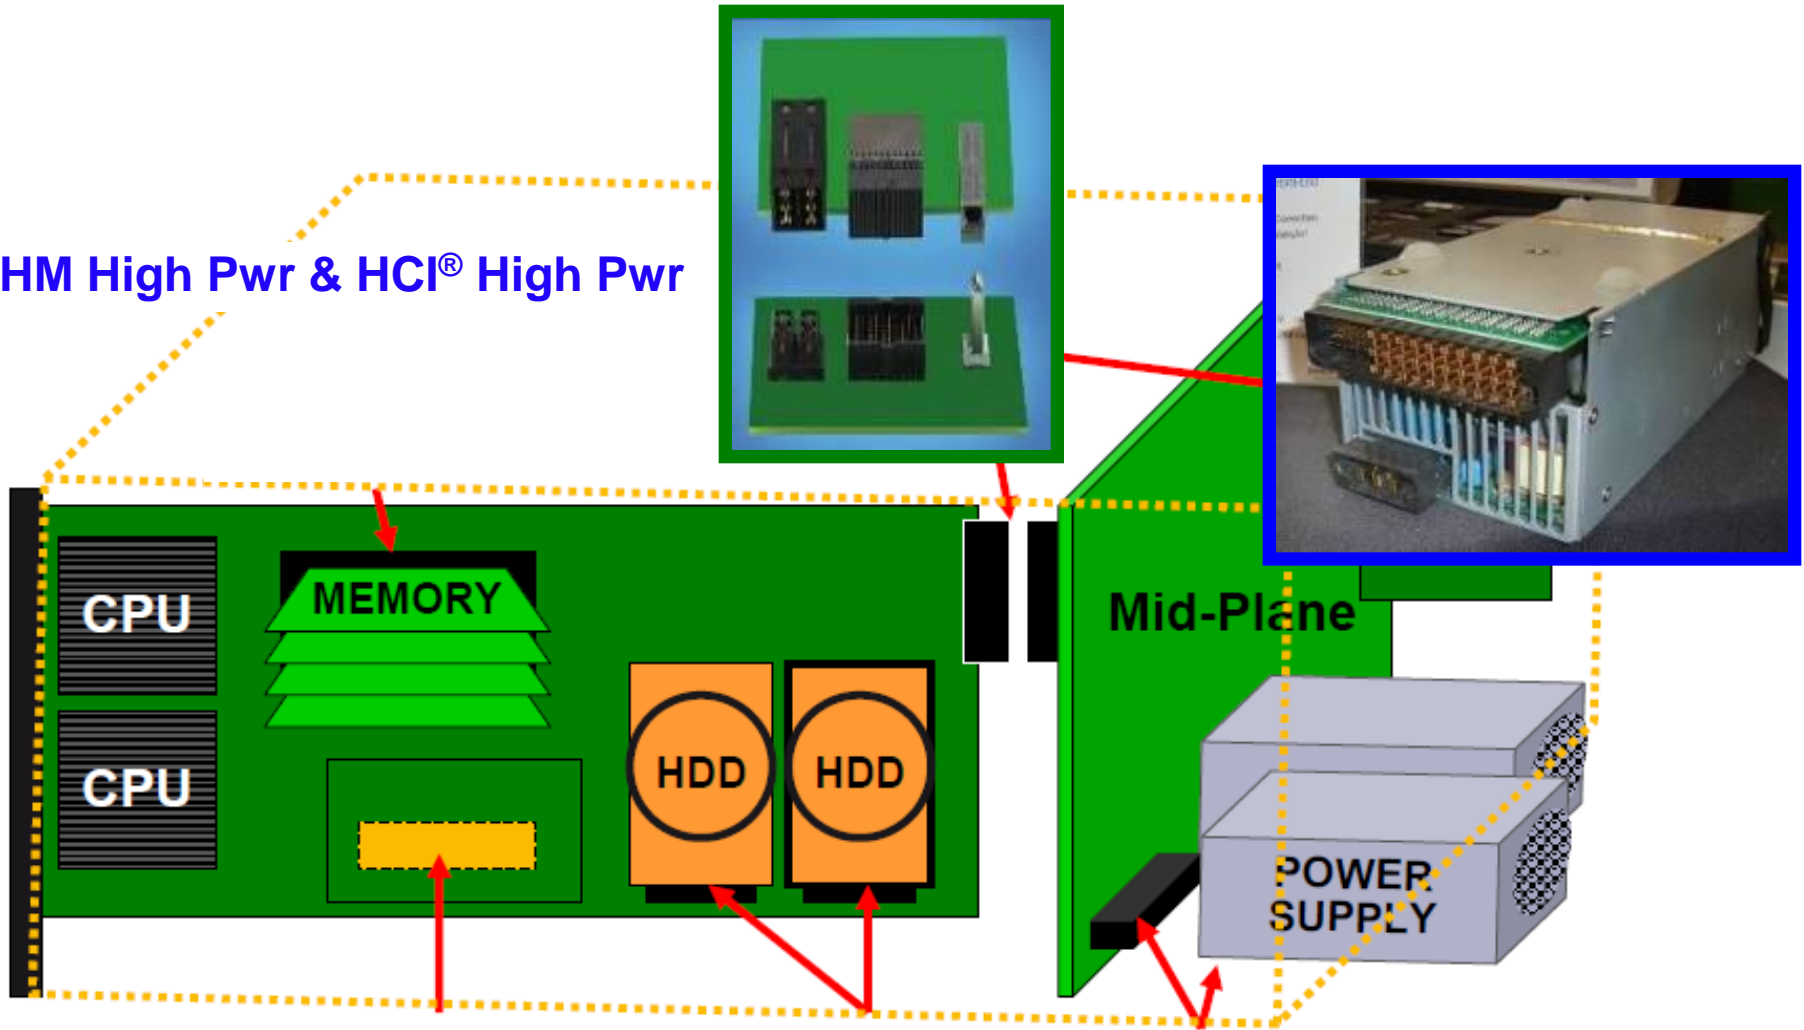 HM High Pwr & HCI® High Pwr
CPU
MEMORY
Mid-Plane
CPU
HDD
HDD
POWER
SUPPLY